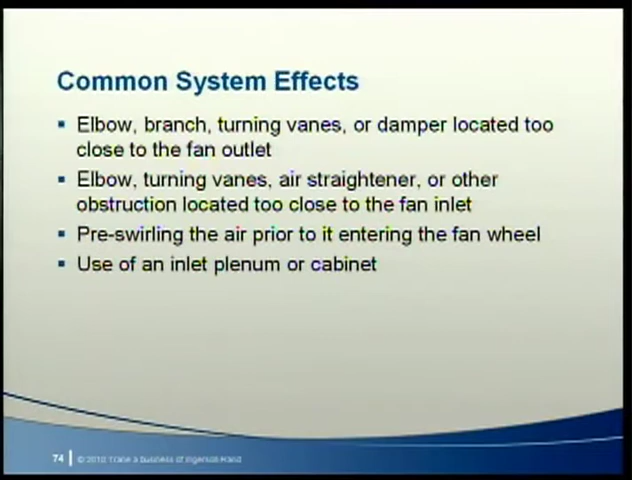 Common System Effects
Elbow, branch, turning vanes, or damper located too
close to the fan outlet
Elbow, turning vanes, air straightener, or other
obstruction located too close to the fan inlet
Pre-swirling the air prior to it entering the fan wheel
Use of an inlet plenum or cabinet
74 © 2010 Trane a business of Ingersoll Rand